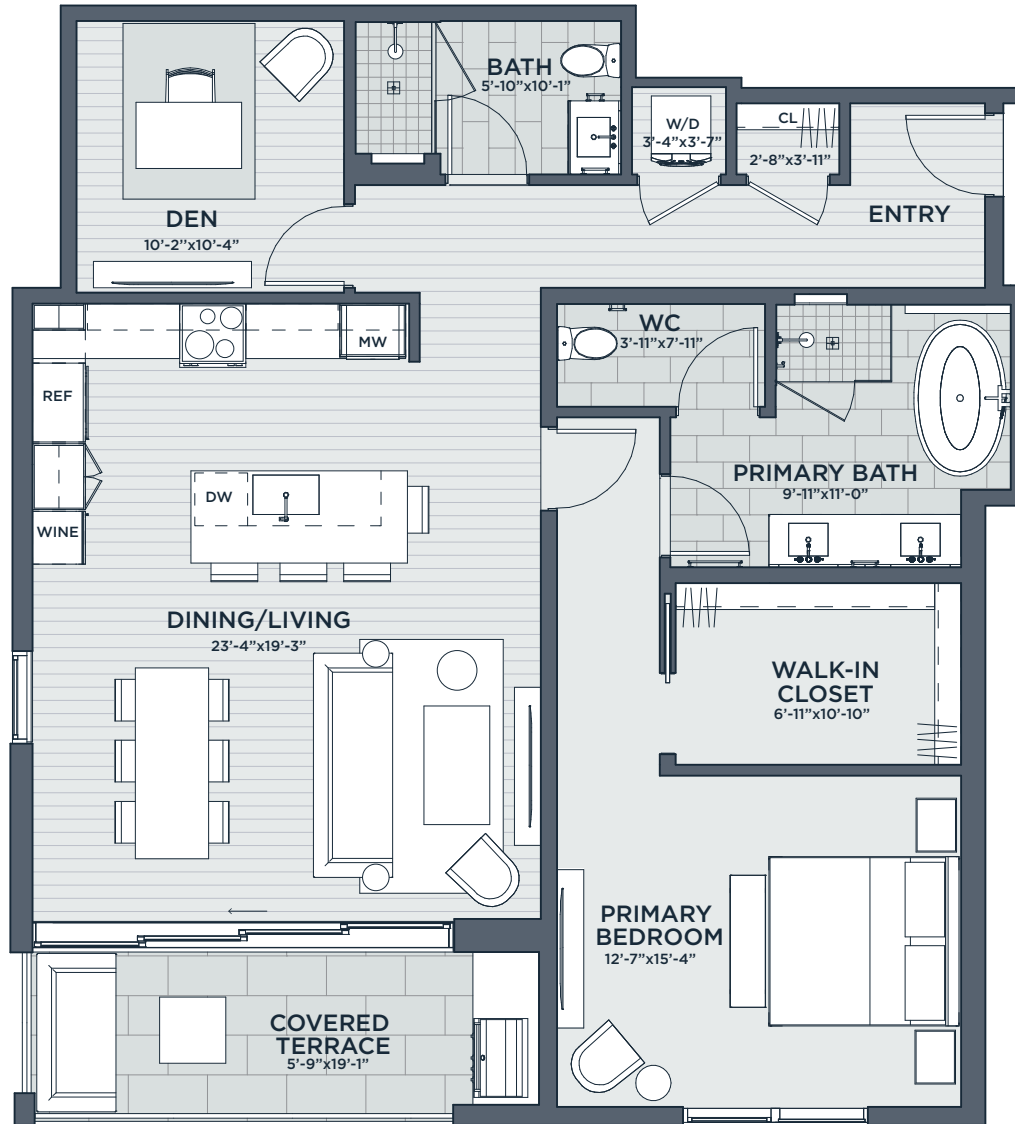 BATH
5'-10"x10'-1"
W/D
3'-4"x3'-7"
CL
2'-8"x3'-11"
DEN
10'-2''x10'-4”
ENTRY
MW
WC
3'-11"x7'-11"
REF
DW
WINE
PRIMARY BATH
9'-11"x11'-0”
DINING/LIVING
23'-4"x19'-3”
WALK-IN
CLOSET
6'-11”x10'-10”
PRIMARY
BEDROOM
12'-7"x15'-4”
COVERED
TERRACE
5'-9"x19'-1”